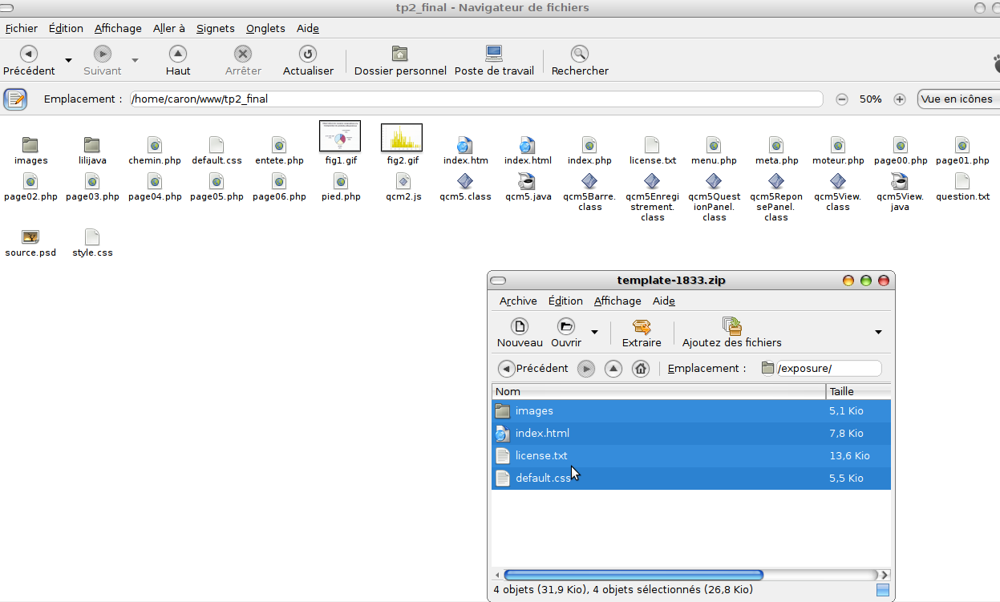 tp2_final - Navigateur de fichiers
Fichier Édition Affichage Aller à Signets Onglets Aide
Précédent Suivant Haut Arrêter Actualiser Dossier personnel Poste de travail Rechercher
Emplacement : /home/caron/www/tp2_final 50% Vue en icônes
images lilijava chemin.php default.css entete.php fig1.gif fig2.gif index.htm index.html index.php license.txt menu.php meta.php moteur.php page00.php page01.php
page02.php page03.php page04.php page05.php page06.php pied.php qcm2.js qcm5.class qcm5.java qcm5Barre. qcm5Enregi qcm5Quest qcm5Repon qcm5View. qcm5View. question.txt
class strement. ionPanel. sePanel. class java
class class class
source.psd style.css
template-1833.zip
Archive Édition Affichage Aide
Nouveau Ouvrir Extraire Ajoutez des fichiers
Précédent Emplacement : /exposure/
Nom Taille
images 5,1 Kio
index.html 7,8 Kio
license.txt 13,6 Kio
default.css 5,5 Kio
4 objets (31,9 Kio), 4 objets sélectionnés (26,8 Kio)